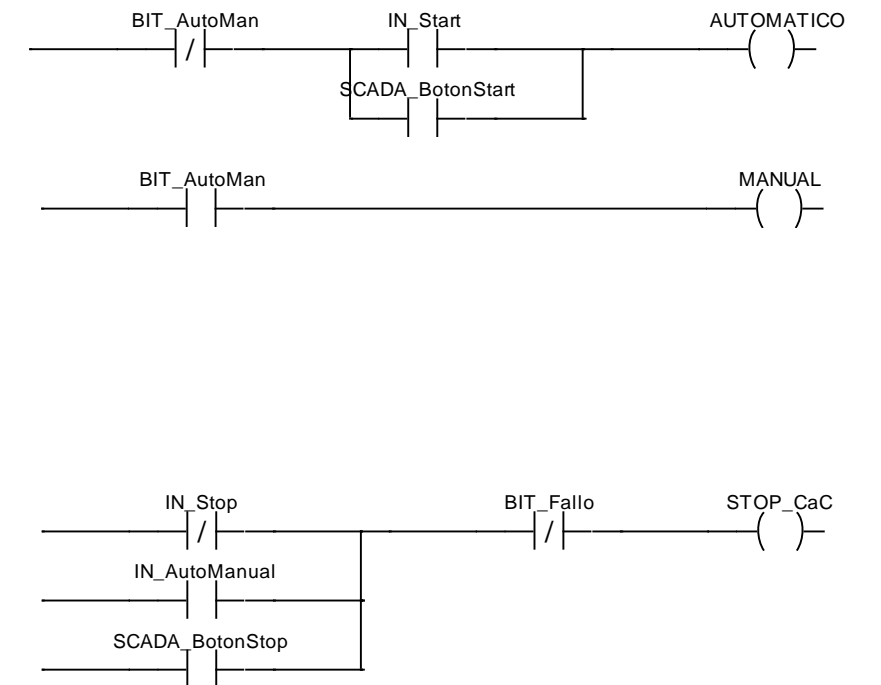 BIT_AutoMan IN_Start AUTOMATICO
SCADA_BotonStart
BIT_AutoMan MANUAL
IN_Stop BIT_Fallo STOP_CaC
IN_AutoManual
SCADA_BotonStop